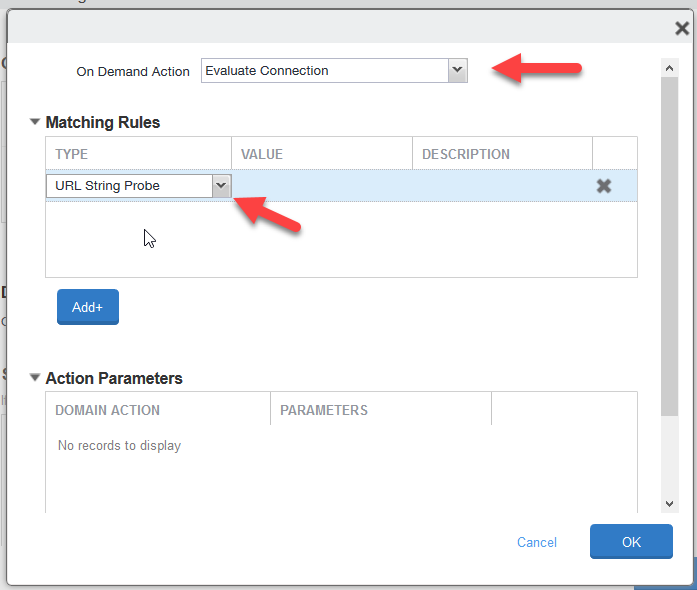 On Demand Action Evaluate Connection
Matching Rules
TYPE VALUE DESCRIPTION
URL String Probe
Add+
Action Parameters
DOMAIN ACTION PARAMETERS
No records to display
Cancel OK